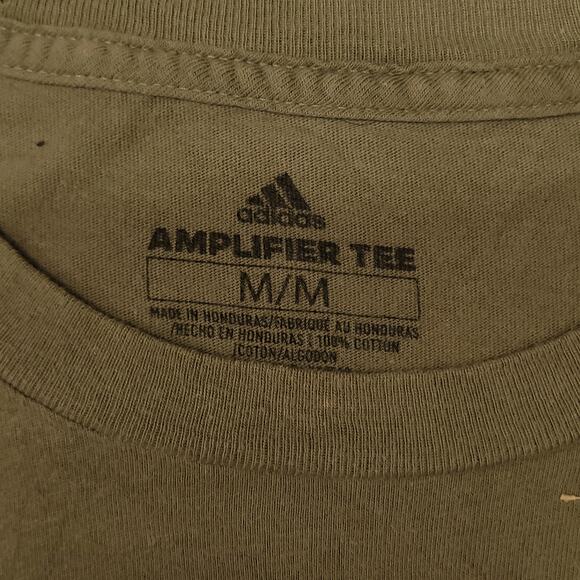 adidas
AMPLIFIER TEE
M/M
MADE IN HONDURAS/FABRIQUE AU HONDURAS
/HECHO EN HONDURAS | 100% COTTON
/COTON/ALGODON